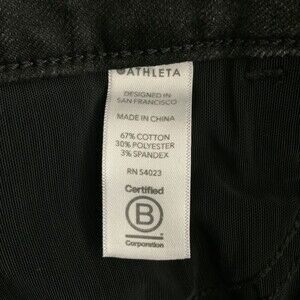 ATHLETA
DESIGNED IN
SAN FRANCISCO
MADE IN CHINA
67% COTTON
30% POLYESTER
3% SPANDEX
RN 54023
Certified
B
Corporation